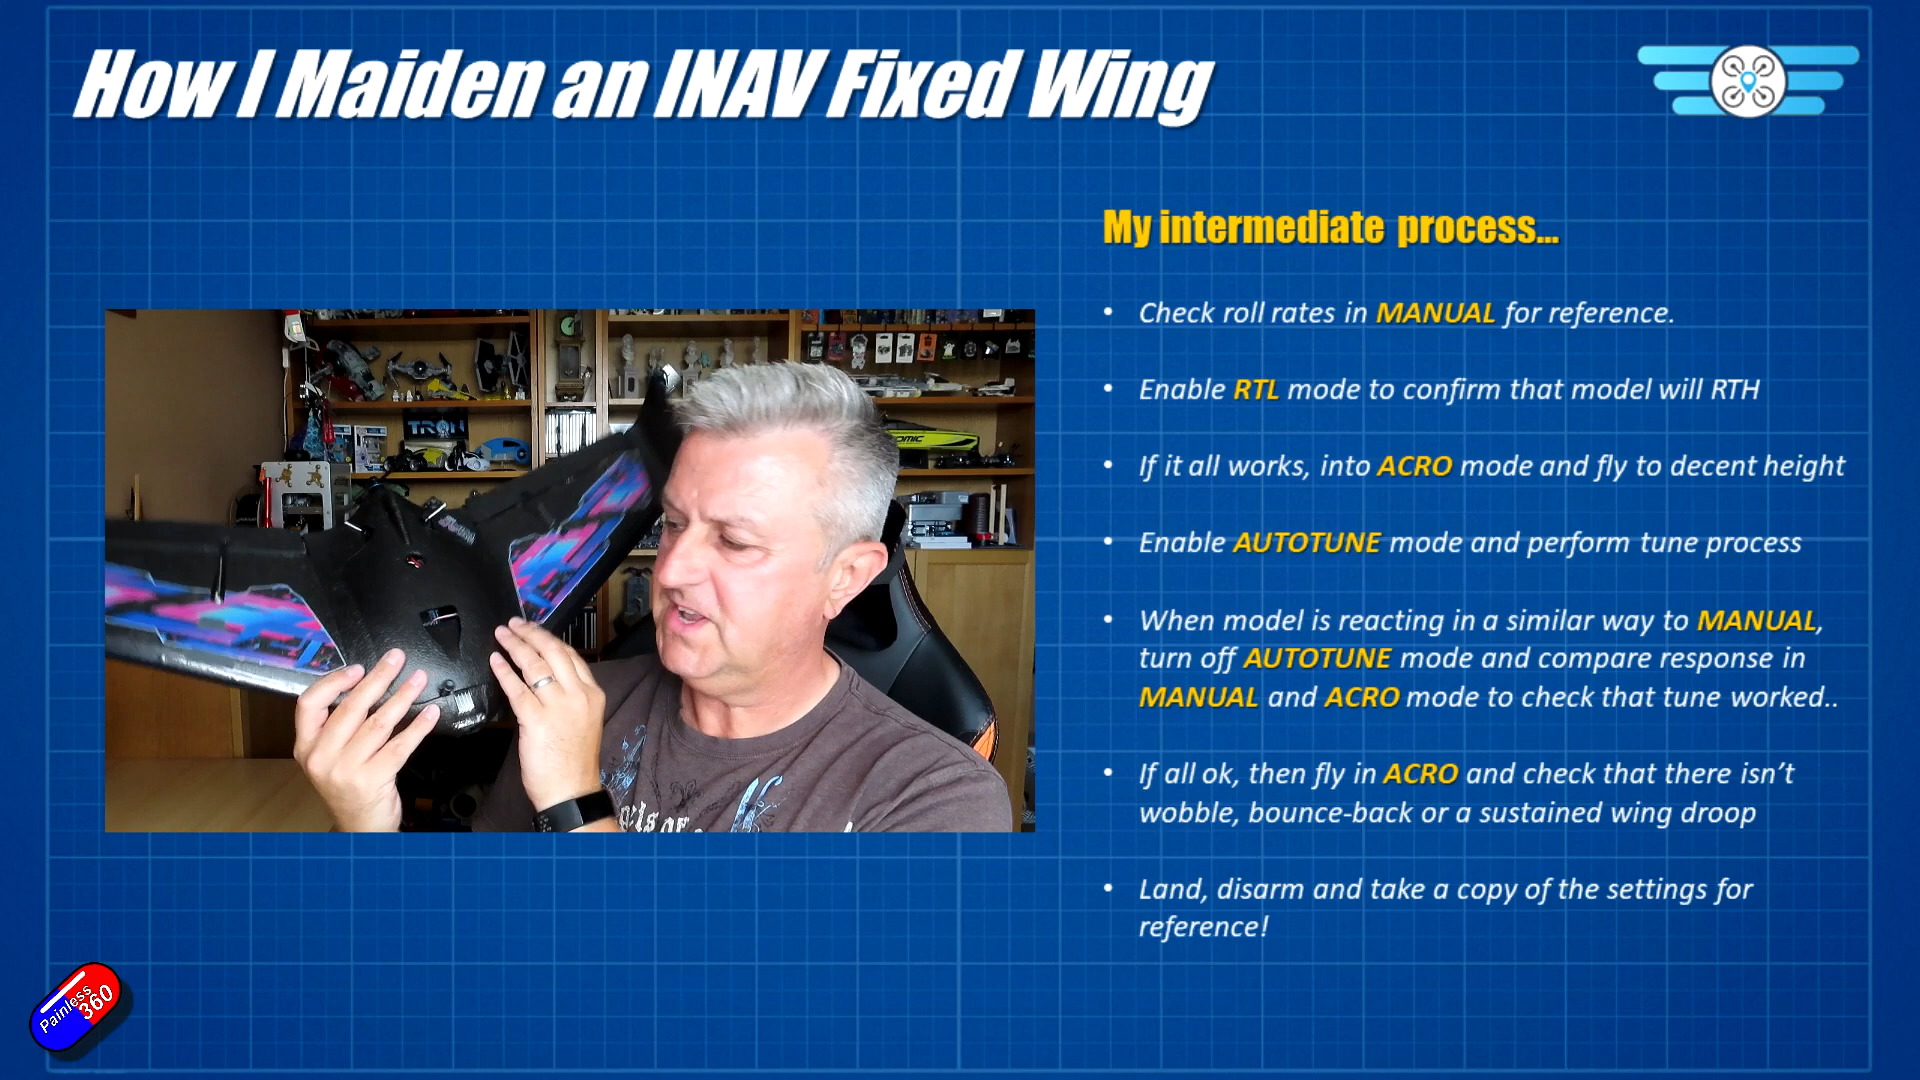 How I Maiden an INAV Fixed Wing
My intermediate process...
• Check roll rates in MANUAL for reference.
• Enable RTL mode to confirm that model will RTH
• If it all works, into ACRO mode and fly to decent height
• Enable AUTOTUNE mode and perform tune process
• When model is reacting in a similar way to MANUAL,
turn off AUTOTUNE mode and compare response in
MANUAL and ACRO mode to check that tune worked..
• If all ok, then fly in ACRO and check that there isn't
wobble, bounce-back or a sustained wing droop
• Land, disarm and take a copy of the settings for
reference!
TRON
Painless
360